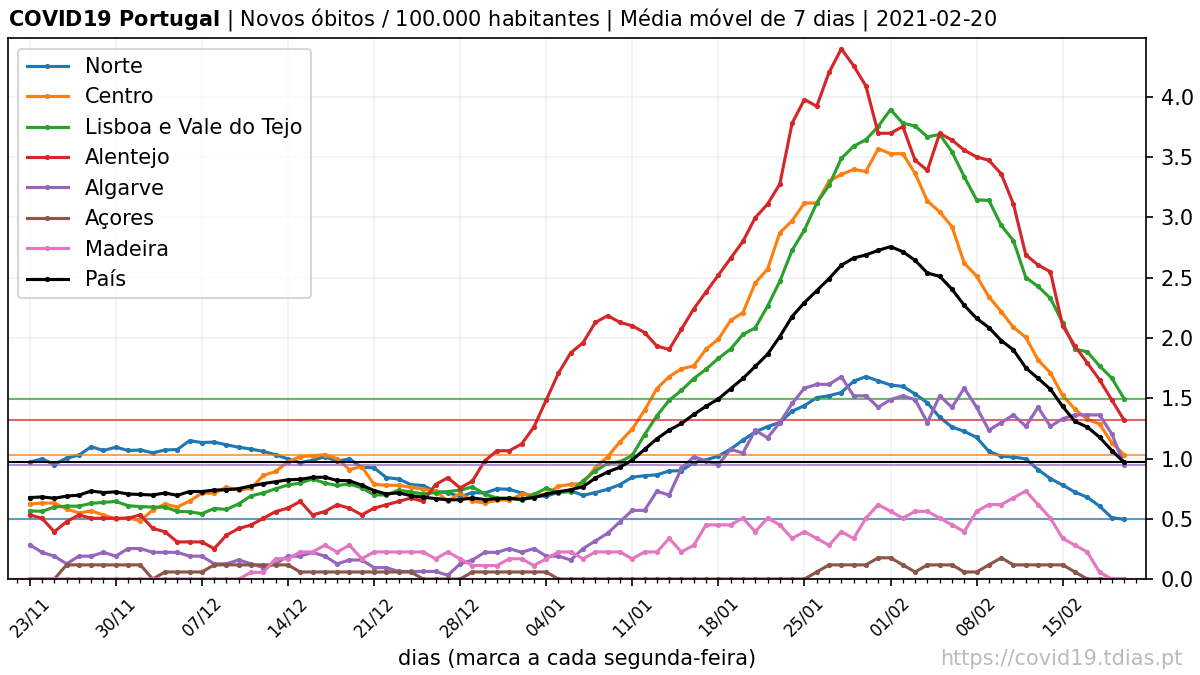 COVID19 Portugal | Novos óbitos / 100.000 habitantes | Média móvel de 7 dias | 2021-02-20
Norte
Centro
Lisboa e Vale do Tejo
Alentejo
Algarve
Açores
Madeira
País
4.0
3.5
3.0
2.5
2.0
1.5
1.0
0.5
0.0
23/11 30/11 07/12 14/12 21/12 28/12 04/01 11/01 18/01 25/01 01/02 08/02 15/02
dias (marca a cada segunda-feira)
https://covid19.tdias.pt